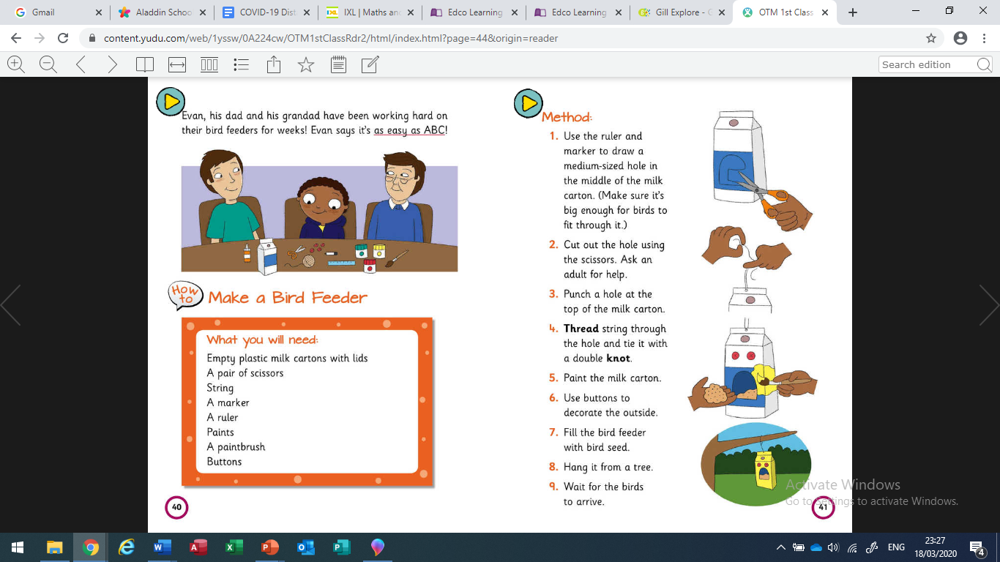 Gmail
Aladdin Schoo
COVID-19 Dist
IXL | Maths and
Edco Learning
Edco Learning
Gill Explore - G
OTM 1st Class
content.yudu.com/web/1yssw/0A224cw/OTM1stClassRdr2/html/index.html?page=44&origin=reader
Search edition
Evan, his dad and his grandad have been working hard on
their bird feeders for weeks! Evan says it's as easy as ABC!
How
to
Make a Bird Feeder
What you will need:
Empty plastic milk cartons with lids
A pair of scissors
String
A marker
A ruler
Paints
A paintbrush
Buttons
40
Method:
1. Use the ruler and
marker to draw a
medium-sized hole in
the middle of the milk
carton. (Make sure it's
big enough for birds to
fit through it.)
2. Cut out the hole using
the scissors. Ask an
adult for help.
3. Punch a hole at the
top of the milk carton.
4. Thread string through
the hole and tie it with
a double knot.
5. Paint the milk carton.
6. Use buttons to
decorate the outside.
7. Fill the bird feeder
with bird seed.
8. Hang it from a tree.
9. Wait for the birds
to arrive.
41
Activate Windows
Go to Settings to activate Windows.
ENG
23:27
18/03/2020
4